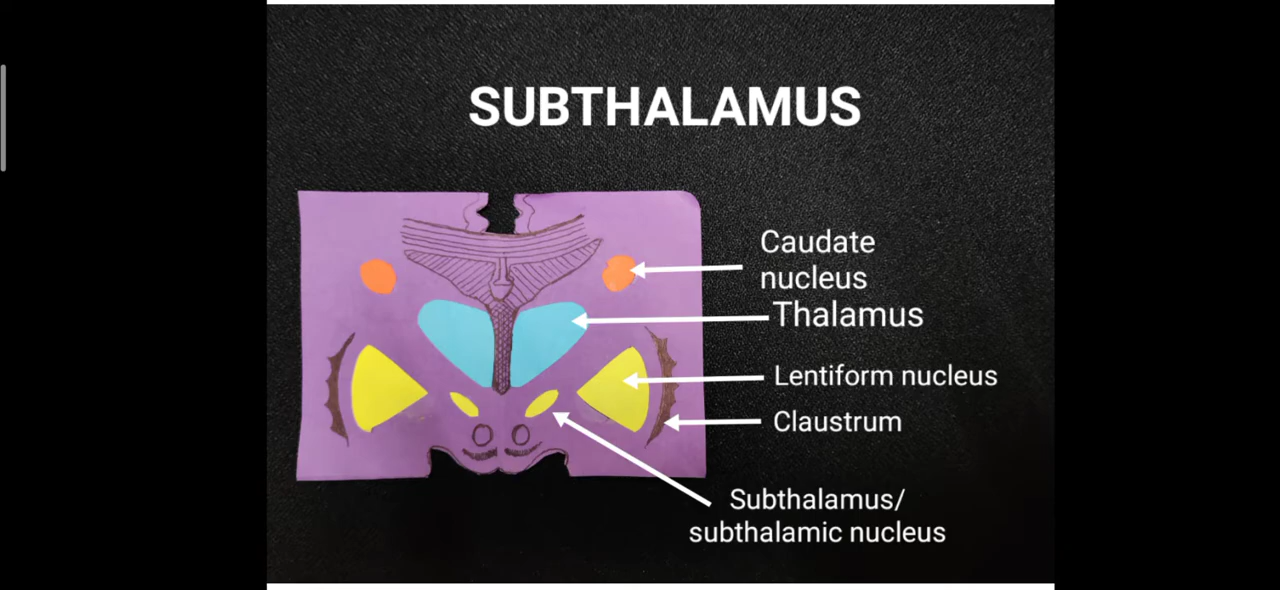 SUBTHALAMUS
Caudate
nucleus
Thalamus
Lentiform nucleus
Claustrum
Subthalamus/
subthalamic nucleus